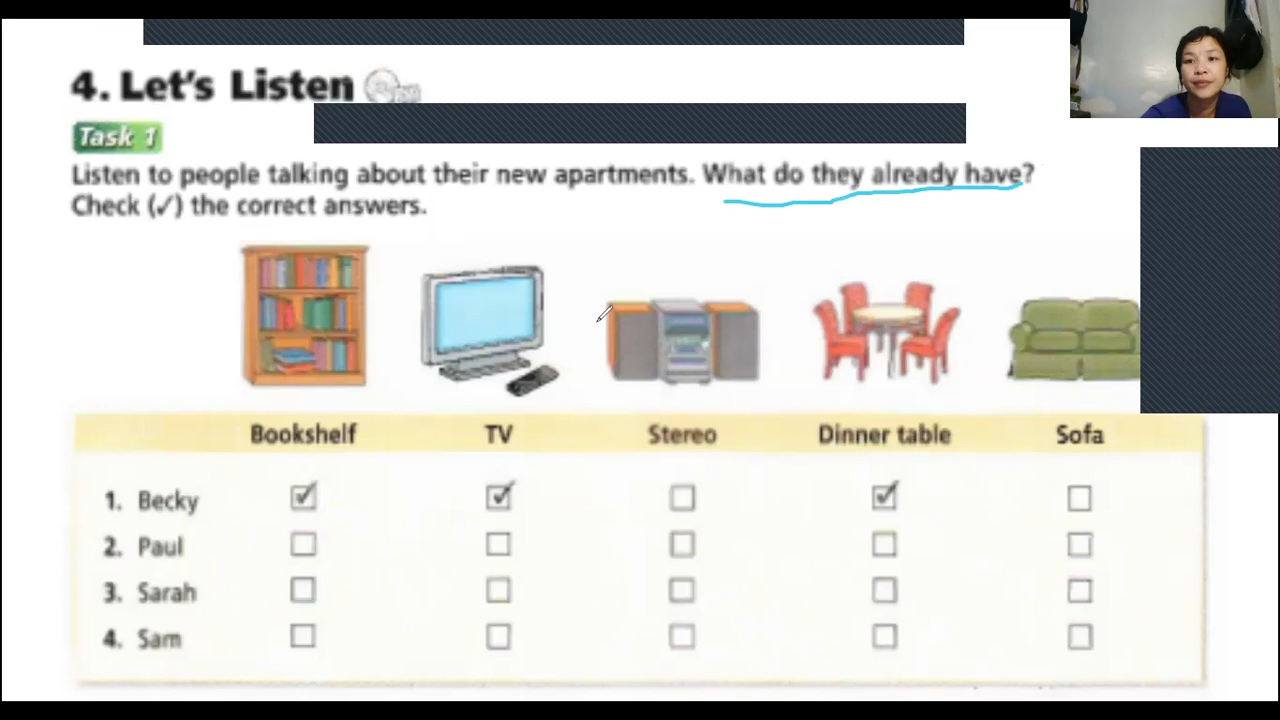 4. Let's Listen
Task 1
Listen to people talking about their new apartments. What do they already have?
Check (✓) the correct answers.
Bookshelf TV Stereo Dinner table Sofa
1. Becky
2. Paul
3. Sarah
4. Sam